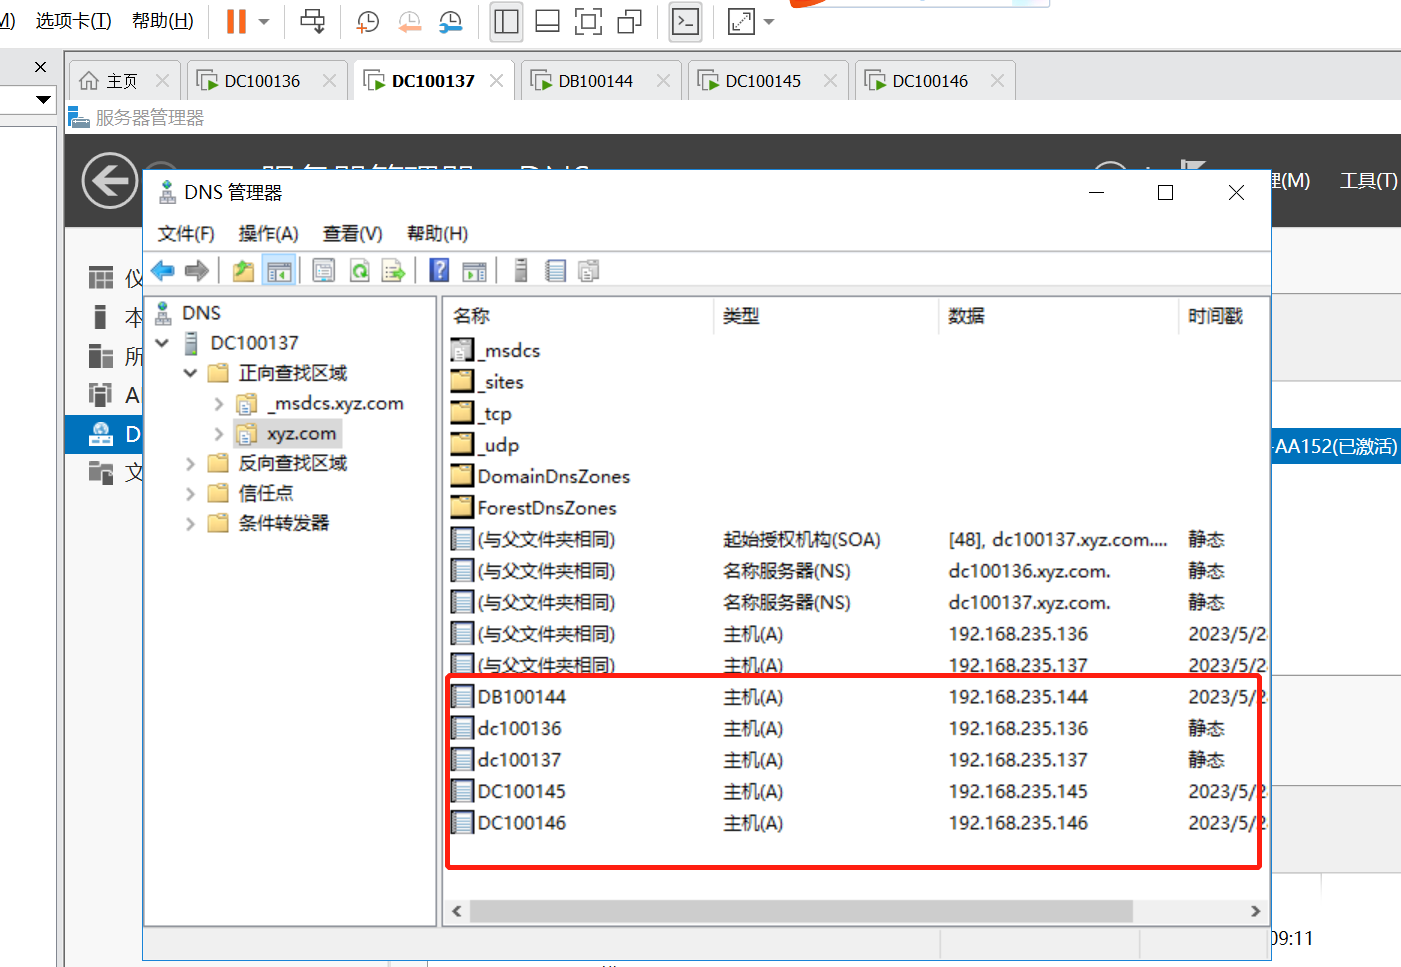 M) 选项卡(T) 帮助(H)
主页 DC100136 DC100137 DB100144 DC100145 DC100146
服务器管理器
理(M) 工具(T)
DNS 管理器
文件(F) 操作(A) 查看(V) 帮助(H)
仪
本
所
A
D
文
DNS
DC100137
正向查找区域
_msdcs.xyz.com
xyz.com
反向查找区域
信任点
条件转发器
名称 类型 数据 时间戳
_msdcs
_sites
_tcp
_udp
DomainDnsZones
ForestDnsZones
(与父文件夹相同) 起始授权机构(SOA) [48], dc100137.xyz.com.... 静态
(与父文件夹相同) 名称服务器(NS) dc100136.xyz.com. 静态
(与父文件夹相同) 名称服务器(NS) dc100137.xyz.com. 静态
(与父文件夹相同) 主机(A) 192.168.235.136 2023/5/2
(与父文件夹相同) 主机(A) 192.168.235.137 2023/5/2
DB100144 主机(A) 192.168.235.144 2023/5/2
dc100136 主机(A) 192.168.235.136 静态
dc100137 主机(A) 192.168.235.137 静态
DC100145 主机(A) 192.168.235.145 2023/5/2
DC100146 主机(A) 192.168.235.146 2023/5/2
-AA152(已激活)
09:11